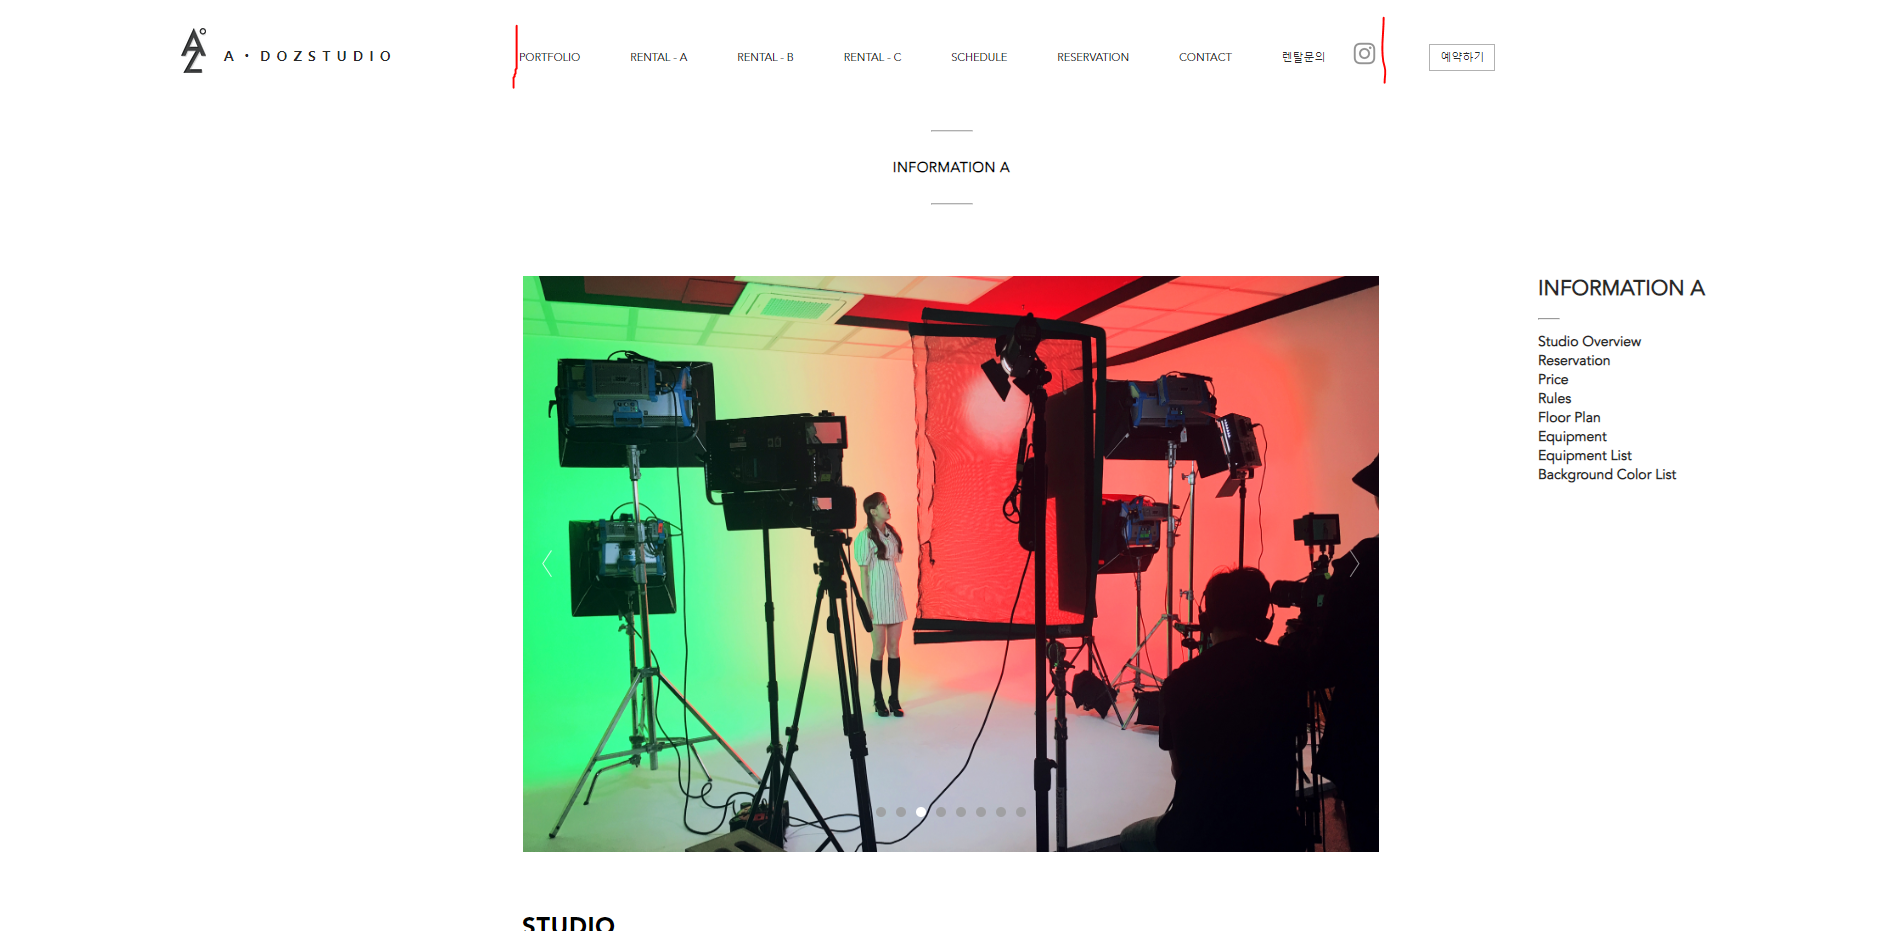 A · DOZSTUDIO
PORTFOLIO RENTAL - A RENTAL - B RENTAL - C SCHEDULE RESERVATION CONTACT 렌탈문의 예약하기
INFORMATION A
INFORMATION A
Studio Overview
Reservation
Price
Rules
Floor Plan
Equipment
Equipment List
Background Color List
STUDIO